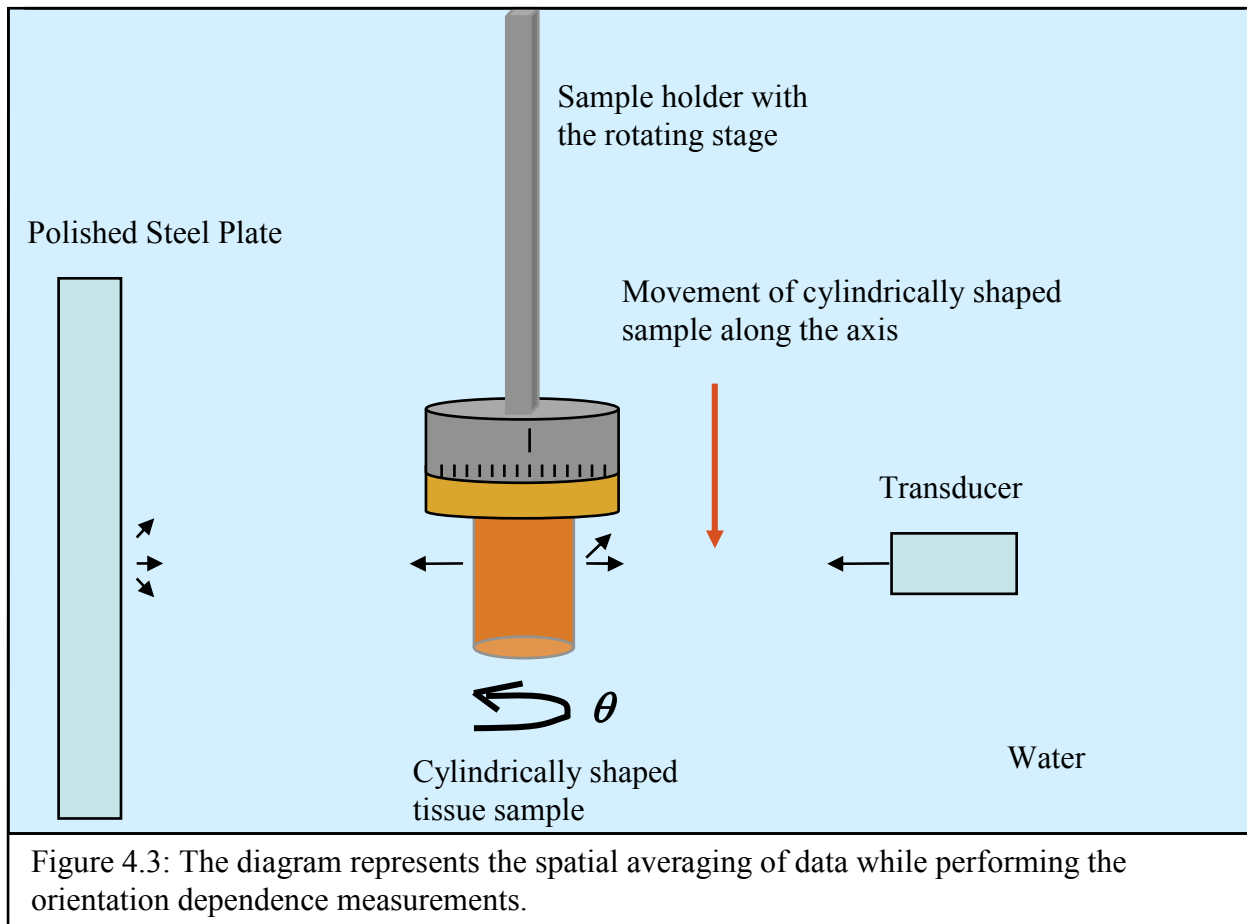 Sample holder with
the rotating stage
Polished Steel Plate
Movement of cylindrically shaped
sample along the axis
Transducer
θ
Cylindrically shaped
tissue sample
Water
Figure 4.3: The diagram represents the spatial averaging of data while performing the
orientation dependence measurements.